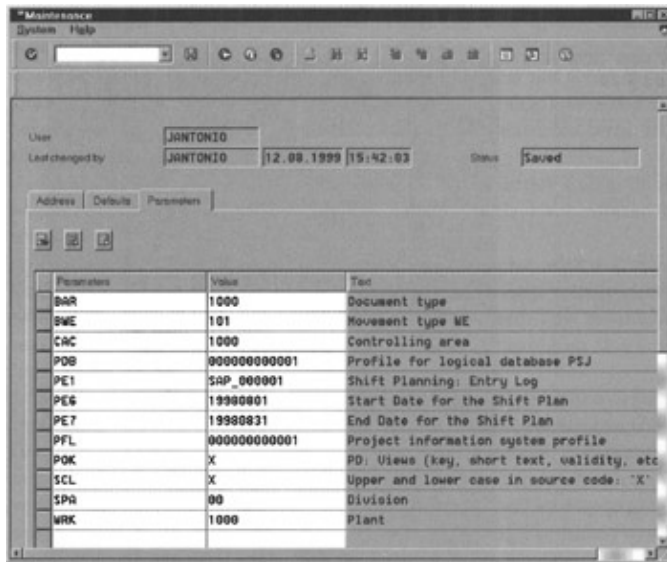 "Maintenance
System Help
User JANTONIO
Last changed by JANTONIO 12.08.1999 15:42:03 Status Saved
Address Defaults Parameters
Parameters Value Text
BAR 1000 Document type
BWE 101 Movement type WE
CAC 1000 Controlling area
PDB 000000000001 Profile for logical database PSJ
PE1 SAP_000001 Shift Planning: Entry Log
PE6 19980801 Start Date for the Shift Plan
PE7 19980831 End Date for the Shift Plan
PFL 000000000001 Project information system profile
POK X PD: Views (key, short text, validity, etc
SCL X Upper and lower case in source code: 'X'
SPA 00 Division
WRK 1000 Plant